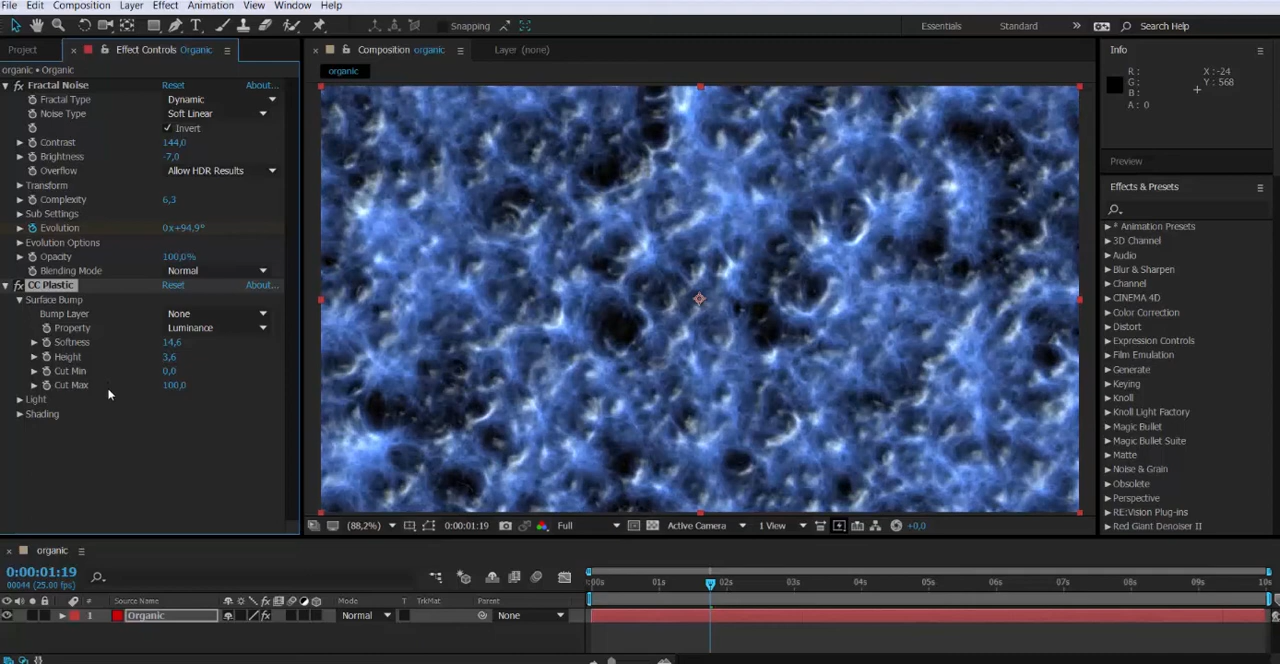 File Edit Composition Layer Effect Animation View Window Help
T Snapping Essentials Standard » Search Help
Project × Effect Controls Organic ≡ × Composition organic ≡ Layer (none) Info ≡
organic • Organic
organic
R : X : -24
G : Y : 568
B :
A : 0
fx Fractal Noise Reset About...
Fractal Type Dynamic
Noise Type Soft Linear
✓ Invert
Contrast 144,0
Brightness -7,0
Overflow Allow HDR Results
Transform
Complexity 6,3
Sub Settings
Evolution 0x+94,9°
Evolution Options
Opacity 100,0%
Blending Mode Normal
fx CC Plastic Reset About...
Surface Bump
Bump Layer None
Property Luminance
Softness 14,6
Height 3,6
Cut Min 0,0
Cut Max 100,0
Light
Shading
Preview
Effects & Presets ≡
* Animation Presets
3D Channel
Audio
Blur & Sharpen
Channel
CINEMA 4D
Color Correction
Distort
Expression Controls
Film Emulation
Generate
Keying
Knoll
Knoll Light Factory
Magic Bullet
Magic Bullet Suite
Matte
Noise & Grain
Obsolete
Perspective
RE:Vision Plug-ins
Red Giant Denoiser II
(88,2%) 0:00:01:19 Full Active Camera 1 View +0,0
× organic ≡
0:00:01:19
00044 (25.00 fps)
:00s 01s 02s 03s 04s 05s 06s 07s 08s 09s 10s
# Source Name fx Mode T TrkMat Parent
1 Organic fx Normal None